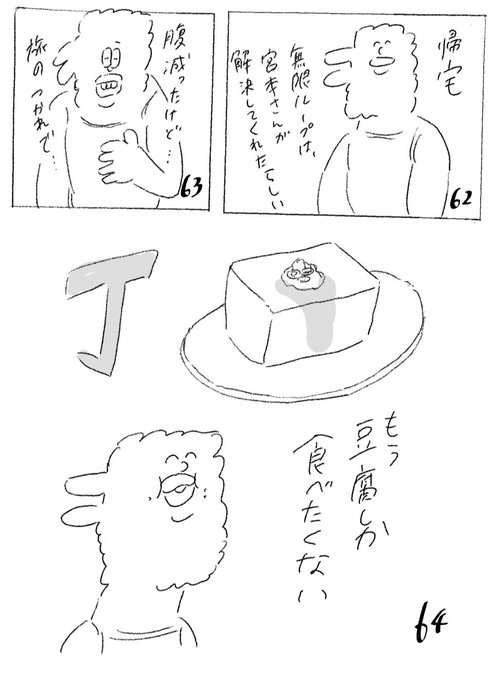 帰宅
無限ループは、
宮本さんが
解決してくれたらしい
62
腹減ったけど…
旅のつかれで…
63
丁
もう
豆腐しか
食べたくない
64